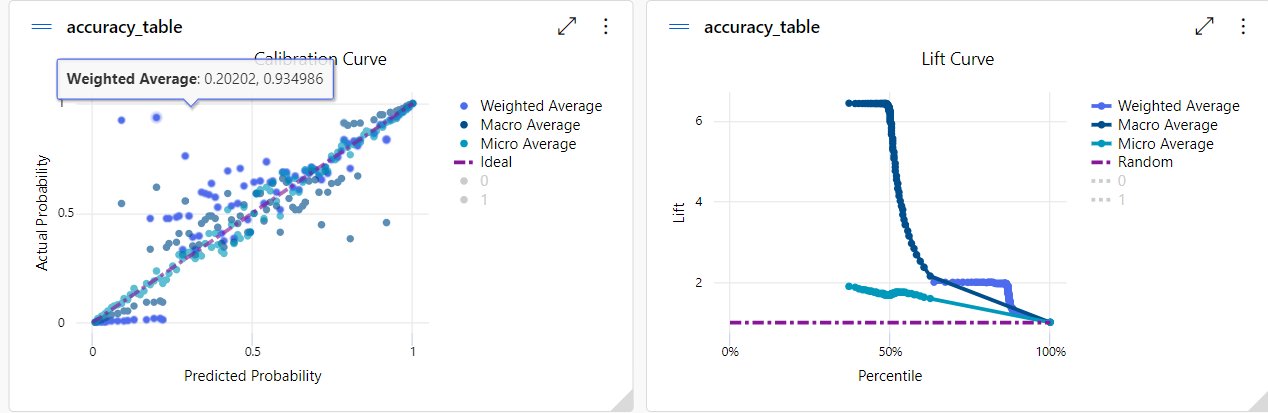 accuracy_table
Calibration Curve
Weighted Average: 0.20202, 0.934986
1
0.5
0
0
0.5
1
Actual Probability
Predicted Probability
Weighted Average
Macro Average
Micro Average
Ideal
0
1
accuracy_table
Lift Curve
6
4
2
0%
50%
100%
Lift
Percentile
Weighted Average
Macro Average
Micro Average
Random
0
1